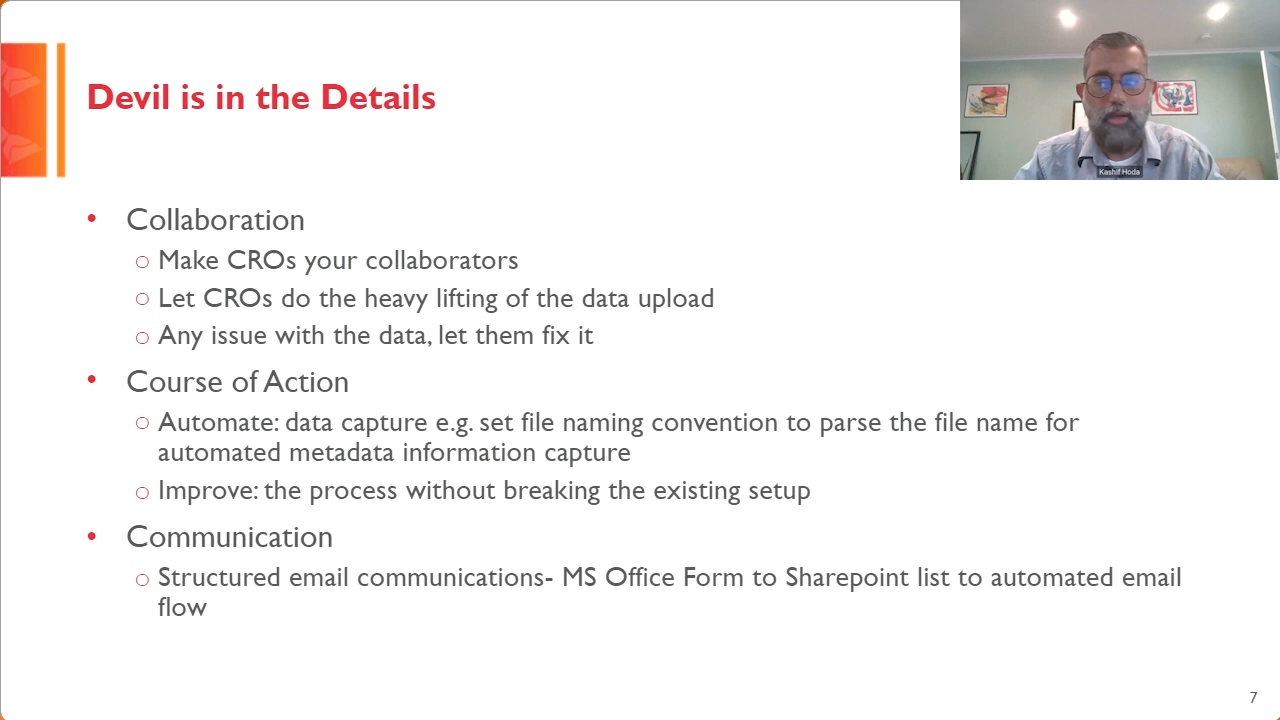 Devil is in the Details
Kashif Hoda
• Collaboration
○ Make CROs your collaborators
○ Let CROs do the heavy lifting of the data upload
○ Any issue with the data, let them fix it
• Course of Action
○ Automate: data capture e.g. set file naming convention to parse the file name for
automated metadata information capture
○ Improve: the process without breaking the existing setup
• Communication
○ Structured email communications- MS Office Form to Sharepoint list to automated email
flow
7